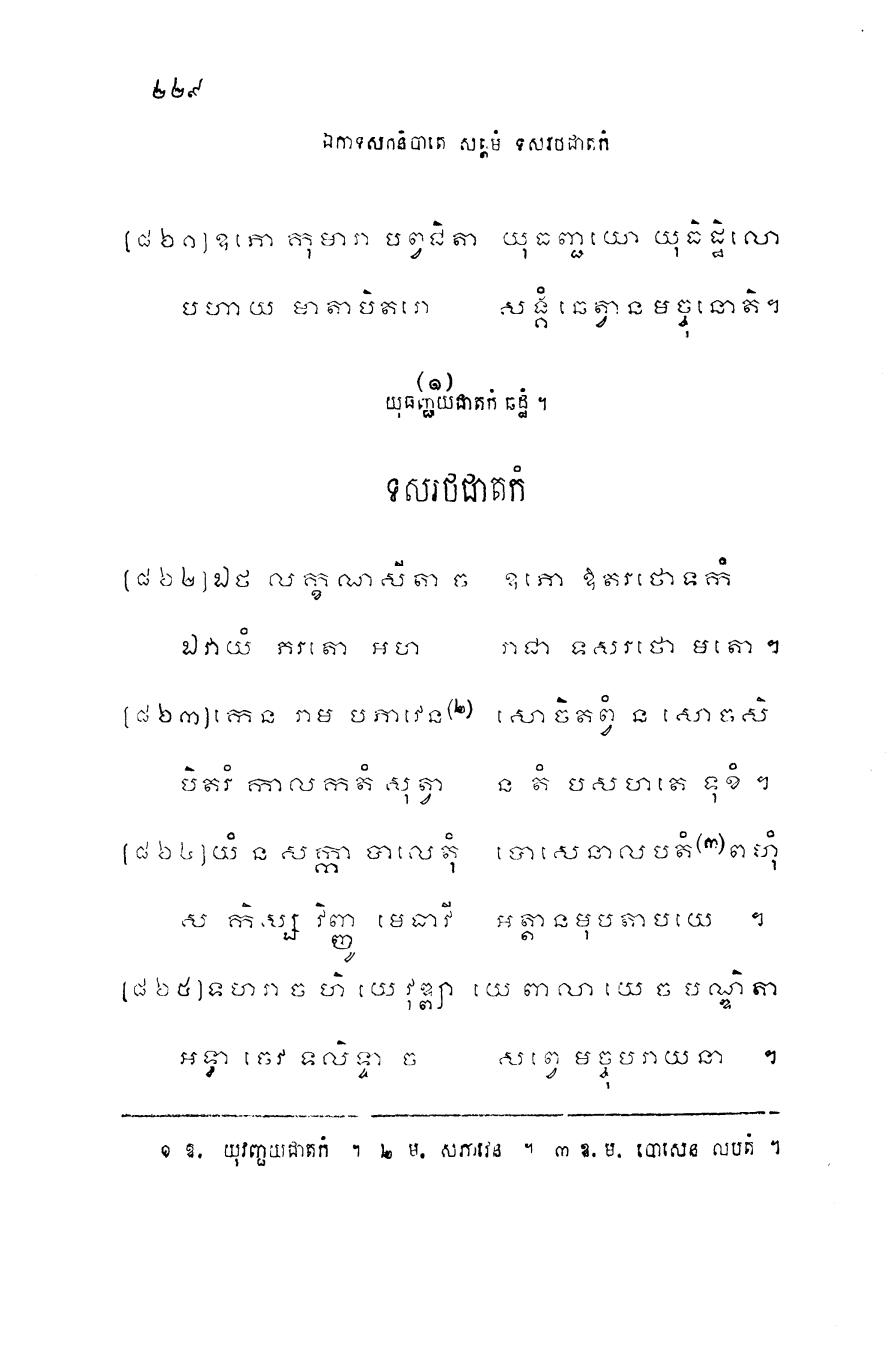 ២២៩
ឯកាទសកនិបាតេ សត្តមំ ទសរថជាតកំ
[៨៦១] ឧភោ កុមារា បព្វជិតា យុធញ្ជយោ យុធិដ្ឋិលោ
បហាយ មាតាបិតរោ សង្គំ ឆេត្វាន មច្ចុនោតិ។
យុធញ្ជយជាតកំ(១) ឆដ្ឋំ ។
ទសរថជាតកំ
[៨៦២] ឯថ លក្ខណសីតា ច ឧភោ ឱតរថោទកំ
ឯវាយំ ភរតោ អហ រាជា ទសរថោ មតោ ។
[៨៦៣] កេន រាម បភាវេន(២) សោចិតព្វំ ន សោចសិ
បិតរំ កាលកតំ សុត្វា ន តំ បសហតេ ទុខំ ។
[៨៦៤] យំ ន សក្កា បាលេតុំ បោសេនាលបតំ(៣) ពហុំ
ស កិស្ស វិញ្ញូ មេធាវី អត្តានមុបតាបយេ ។
[៨៦៥] ទហរា ច ហិ យេ វុឌ្ឍា យេ ពាលា យេ ច បណ្ឌិតា
អឌ្ឍា ចេវ ទលិទ្ទា ច សព្វេ មច្ចុបរាយនា ។
១ ឱ. យុវញ្ជយជាតកំ ។ ២ ម. សភាវេន ។ ៣ ឱ. ម. បោសេន លបតំ ។